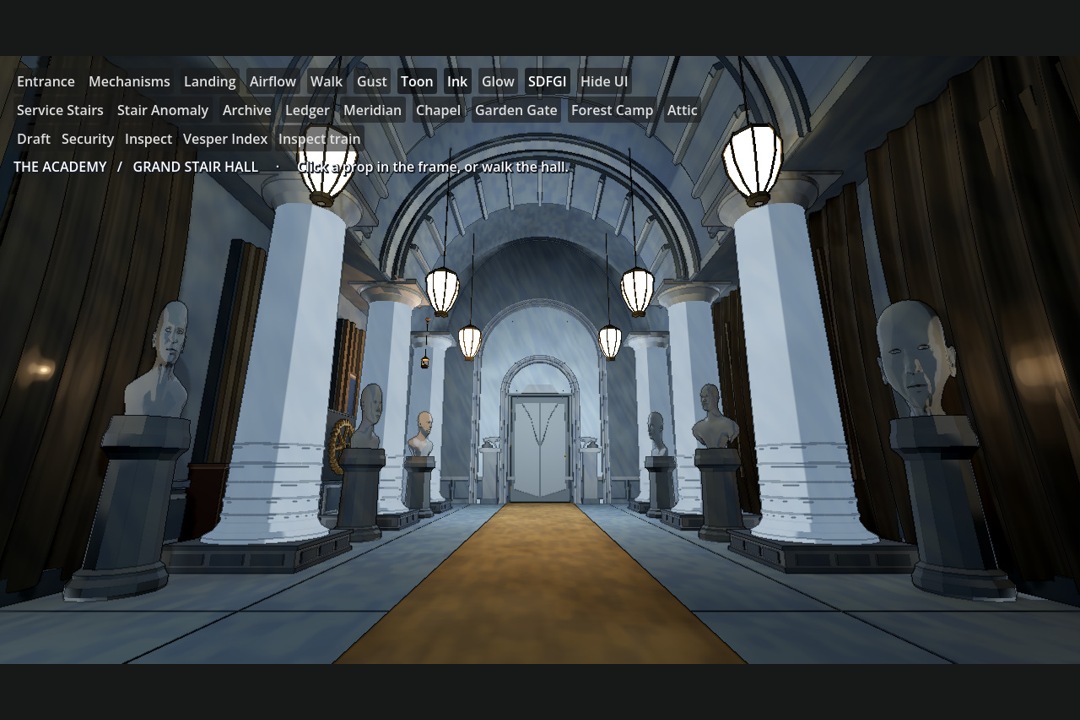 Entrance Mechanisms Landing Airflow Walk Gust Toon Ink Glow SDFGI Hide UI
Service Stairs Stair Anomaly Archive Ledger Meridian Chapel Garden Gate Forest Camp Attic
Draft Security Inspect Vesper Index Inspect train
THE ACADEMY / GRAND STAIR HALL · Click a prop in the frame, or walk the hall.